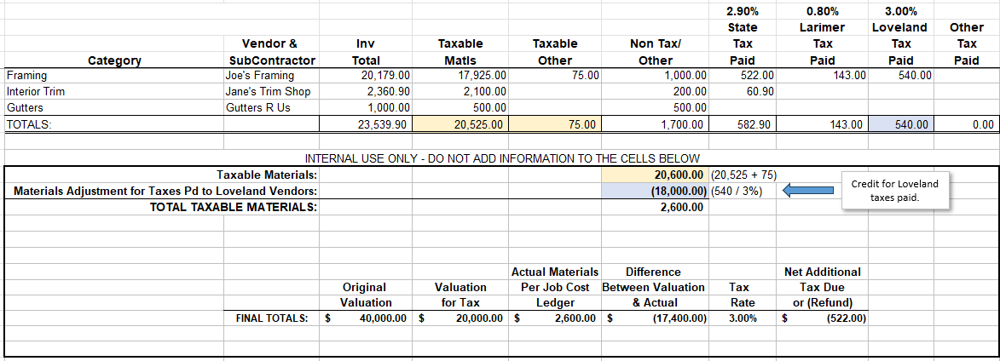 2.90% 0.80% 3.00%
State Larimer Loveland Other
Vendor & Inv Taxable Taxable Non Tax/ Tax Tax Tax Tax
Category SubContractor Total Matls Other Other Paid Paid Paid Paid
Framing Joe's Framing 20,179.00 17,925.00 75.00 1,000.00 522.00 143.00 540.00
Interior Trim Jane's Trim Shop 2,360.90 2,100.00 200.00 60.90
Gutters Gutters R Us 1,000.00 500.00 500.00
TOTALS: 23,539.90 20,525.00 75.00 1,700.00 582.90 143.00 540.00 0.00
INTERNAL USE ONLY - DO NOT ADD INFORMATION TO THE CELLS BELOW
Taxable Materials: 20,600.00 (20,525 + 75)
Materials Adjustment for Taxes Pd to Loveland Vendors: (18,000.00) (540 / 3%)
Credit for Loveland
taxes paid.
TOTAL TAXABLE MATERIALS: 2,600.00
Actual Materials Difference Net Additional
Original Valuation Per Job Cost Between Valuation Tax Tax Due
Valuation for Tax Ledger & Actual Rate or (Refund)
FINAL TOTALS: $ 40,000.00 $ 20,000.00 $ 2,600.00 $ (17,400.00) 3.00% $ (522.00)